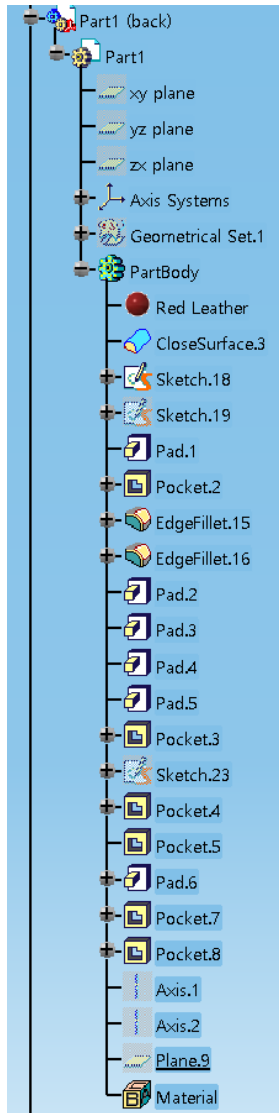 Part1 (back)
Part1
xy plane
yz plane
zx plane
Axis Systems
Geometrical Set.1
PartBody
Red Leather
CloseSurface.3
Sketch.18
Sketch.19
Pad.1
Pocket.2
EdgeFillet.15
EdgeFillet.16
Pad.2
Pad.3
Pad.4
Pad.5
Pocket.3
Sketch.23
Pocket.4
Pocket.5
Pad.6
Pocket.7
Pocket.8
Axis.1
Axis.2
Plane.9
Material